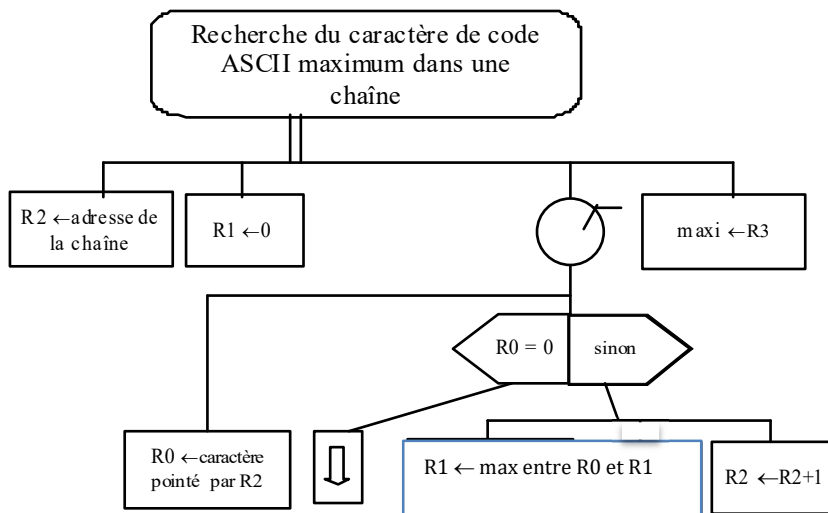 Recherche du caractère de code
ASCII maximum dans une
chaîne
R2 ←adresse de
la chaîne
R1 ←0
maxi ←R3
R0 = 0
sinon
R0 ←caractère
pointé par R2
R1 ← max entre R0 et R1
R2 ←R2+1